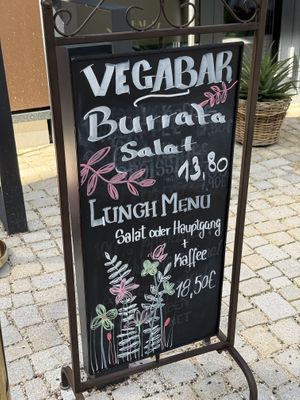 VEGABAR
Burrata
Salat
13,80
LUNCH MENU
Salat oder Hauptgang
+
Kaffee
18,50€